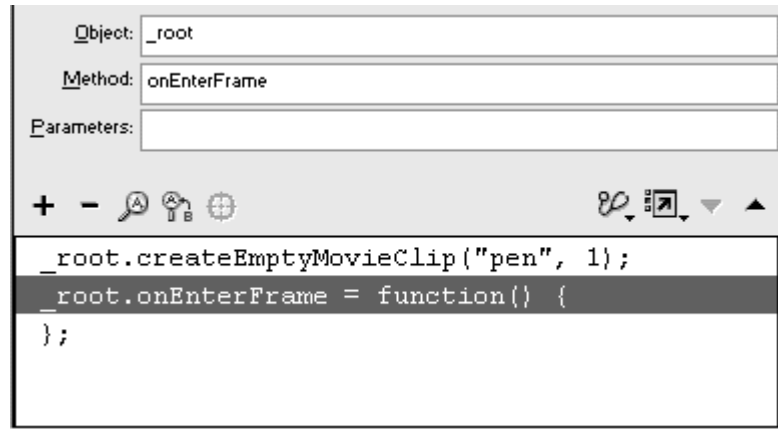 Object: _root
Method: onEnterFrame
Parameters:
_root.createEmptyMovieClip("pen", 1);
_root.onEnterFrame = function() {
};